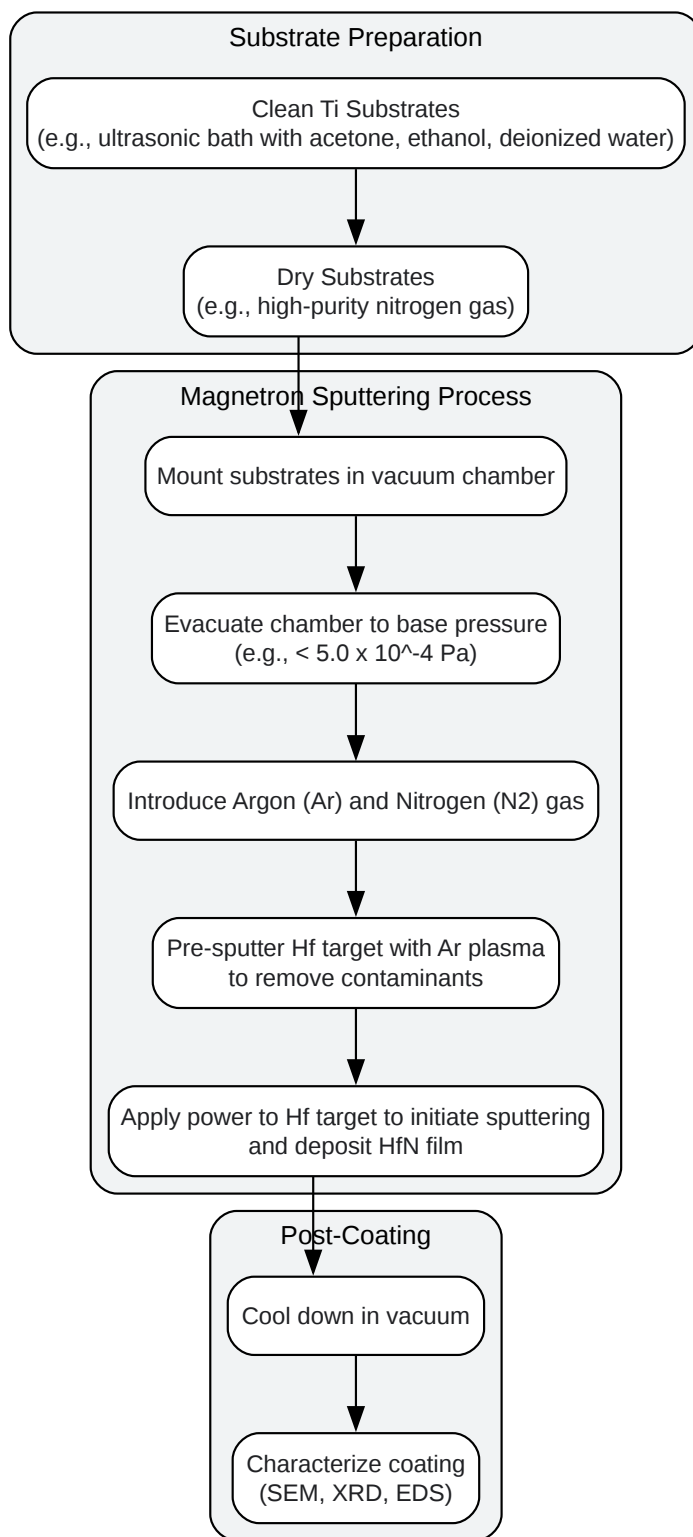 Substrate Preparation
Clean Ti Substrates
(e.g., ultrasonic bath with acetone, ethanol, deionized water)
Dry Substrates
(e.g., high-purity nitrogen gas)
Magnetron Sputtering Process
Mount substrates in vacuum chamber
Evacuate chamber to base pressure
(e.g., < 5.0 x 10^-4 Pa)
Introduce Argon (Ar) and Nitrogen (N2) gas
Pre-sputter Hf target with Ar plasma
to remove contaminants
Apply power to Hf target to initiate sputtering
and deposit HfN film
Post-Coating
Cool down in vacuum
Characterize coating
(SEM, XRD, EDS)